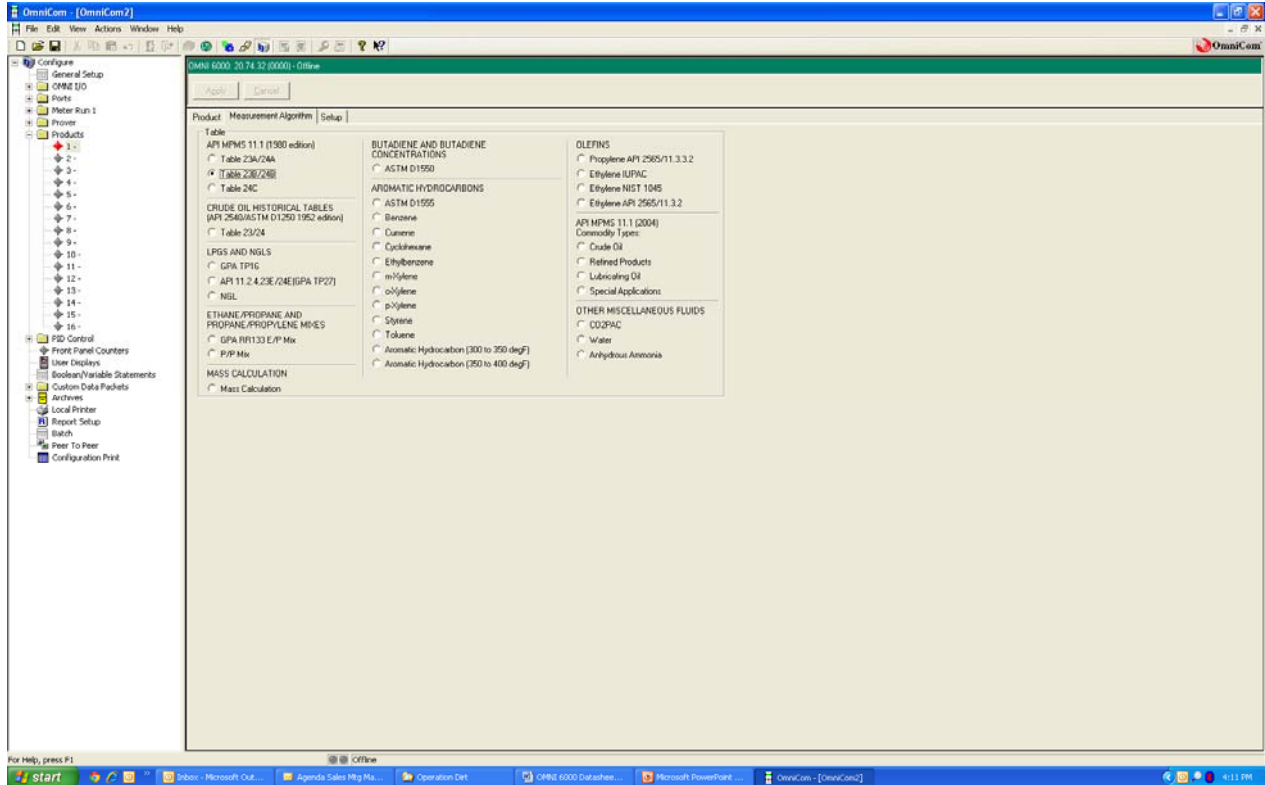 OmniCom - [OmniCom2]
File Edit View Actions Window Help
OmniCom
Configure
General Setup
OMNI I/O
Ports
Meter Run 1
Prover
Products
1 -
2 -
3 -
4 -
5 -
6 -
7 -
8 -
9 -
10 -
11 -
12 -
13 -
14 -
15 -
16 -
PID Control
Front Panel Counters
User Displays
Boolean/Variable Statements
Custom Data Packets
Archives
Local Printer
Report Setup
Batch
Peer To Peer
Configuration Print
OMNI 6000: 20.74.32 (0000) - Offline
Apply Cancel
Product Measurement Algorithm Setup
Table
API MPMS 11.1 (1980 edition)
Table 23A/24A
Table 23B/24B
Table 24C
CRUDE OIL HISTORICAL TABLES
(API 2540/ASTM D1250 1952 edition)
Table 23/24
LPGS AND NGLS
GPA TP16
API 11.2.4,23E/24E(GPA TP27)
NGL
ETHANE/PROPANE AND
PROPANE/PROPYLENE MIXES
GPA RR133 E/P Mix
P/P Mix
MASS CALCULATION
Mass Calculation
BUTADIENE AND BUTADIENE
CONCENTRATIONS
ASTM D1550
AROMATIC HYDROCARBONS
ASTM D1555
Benzene
Cumene
Cyclohexane
Ethylbenzene
m-Xylene
o-Xylene
p-Xylene
Styrene
Toluene
Aromatic Hydrocarbon (300 to 350 degF)
Aromatic Hydrocarbon (350 to 400 degF)
OLEFINS
Propylene API 2565/11.3.3.2
Ethylene IUPAC
Ethylene NIST 1045
Ethylene API 2565/11.3.2
API MPMS 11.1 (2004)
Commodity Types:
Crude Oil
Refined Products
Lubricating Oil
Special Applications
OTHER MISCELLANEOUS FLUIDS
CO2PAC
Water
Anhydrous Ammonia
For Help, press F1
Offline
start
Inbox - Microsoft Out...
Agenda Sales Mtg Ma...
Operation Dirt
OMNI 6000 Datashee...
Microsoft PowerPoint ...
OmniCom - [OmniCom2]
4:11 PM